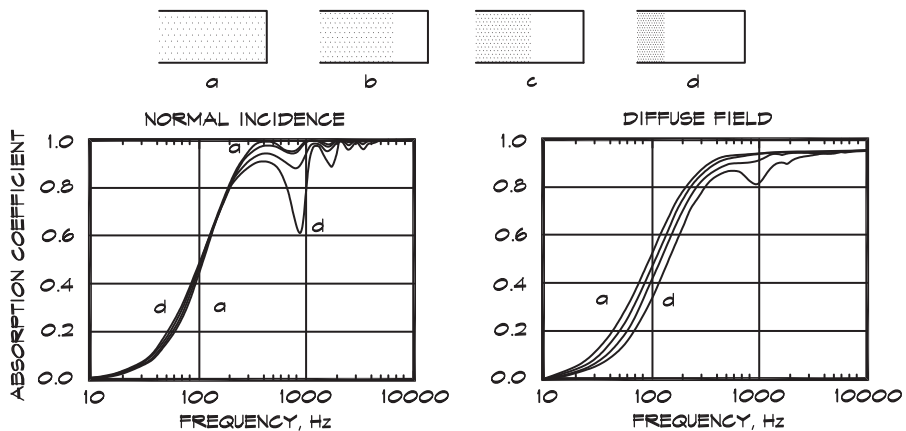 a b c d
NORMAL INCIDENCE
DIFFUSE FIELD
ABSORPTION COEFFICIENT
1.0
0.8
0.6
0.4
0.2
0.0
a
d
d
a
10 100 1000 10000
FREQUENCY, Hz
1.0
0.8
0.6
0.4
0.2
0.0
a
d
10 100 1000 10000
FREQUENCY, Hz